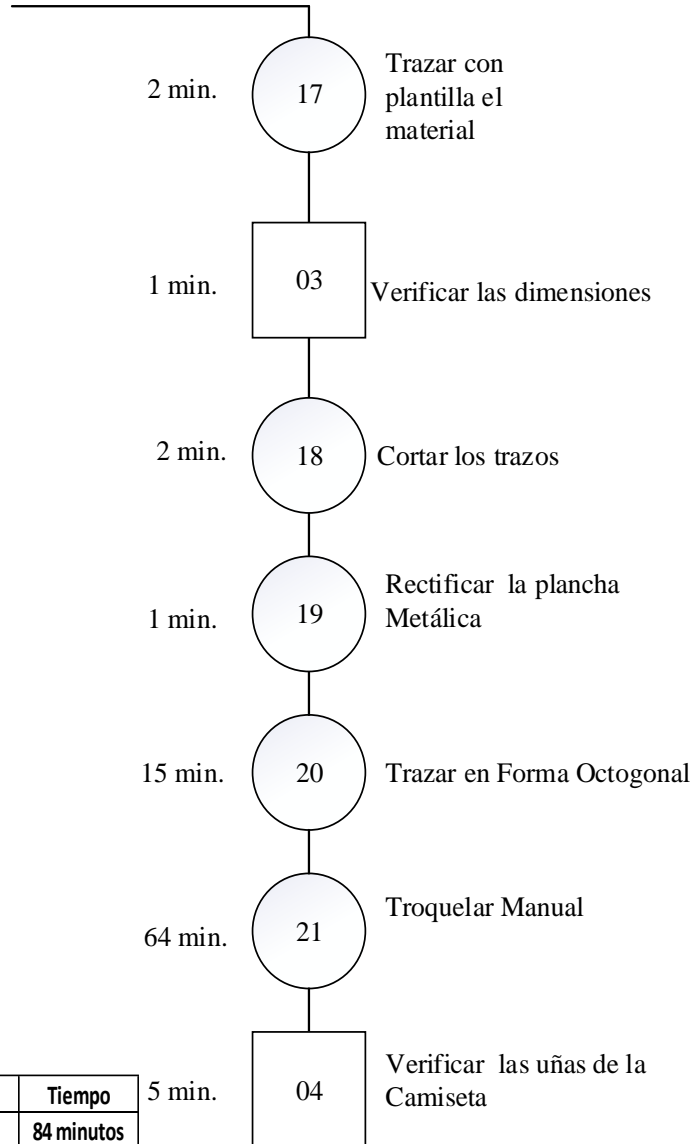 2 min.
17
Trazar con
plantilla el
material
1 min.
03
Verificar las dimensiones
2 min.
18
Cortar los trazos
1 min.
19
Rectificar la plancha
Metálica
15 min.
20
Trazar en Forma Octogonal
64 min.
21
Troquelar Manual
5 min.
04
Verificar las uñas de la
Camiseta
Tiempo
84 minutos